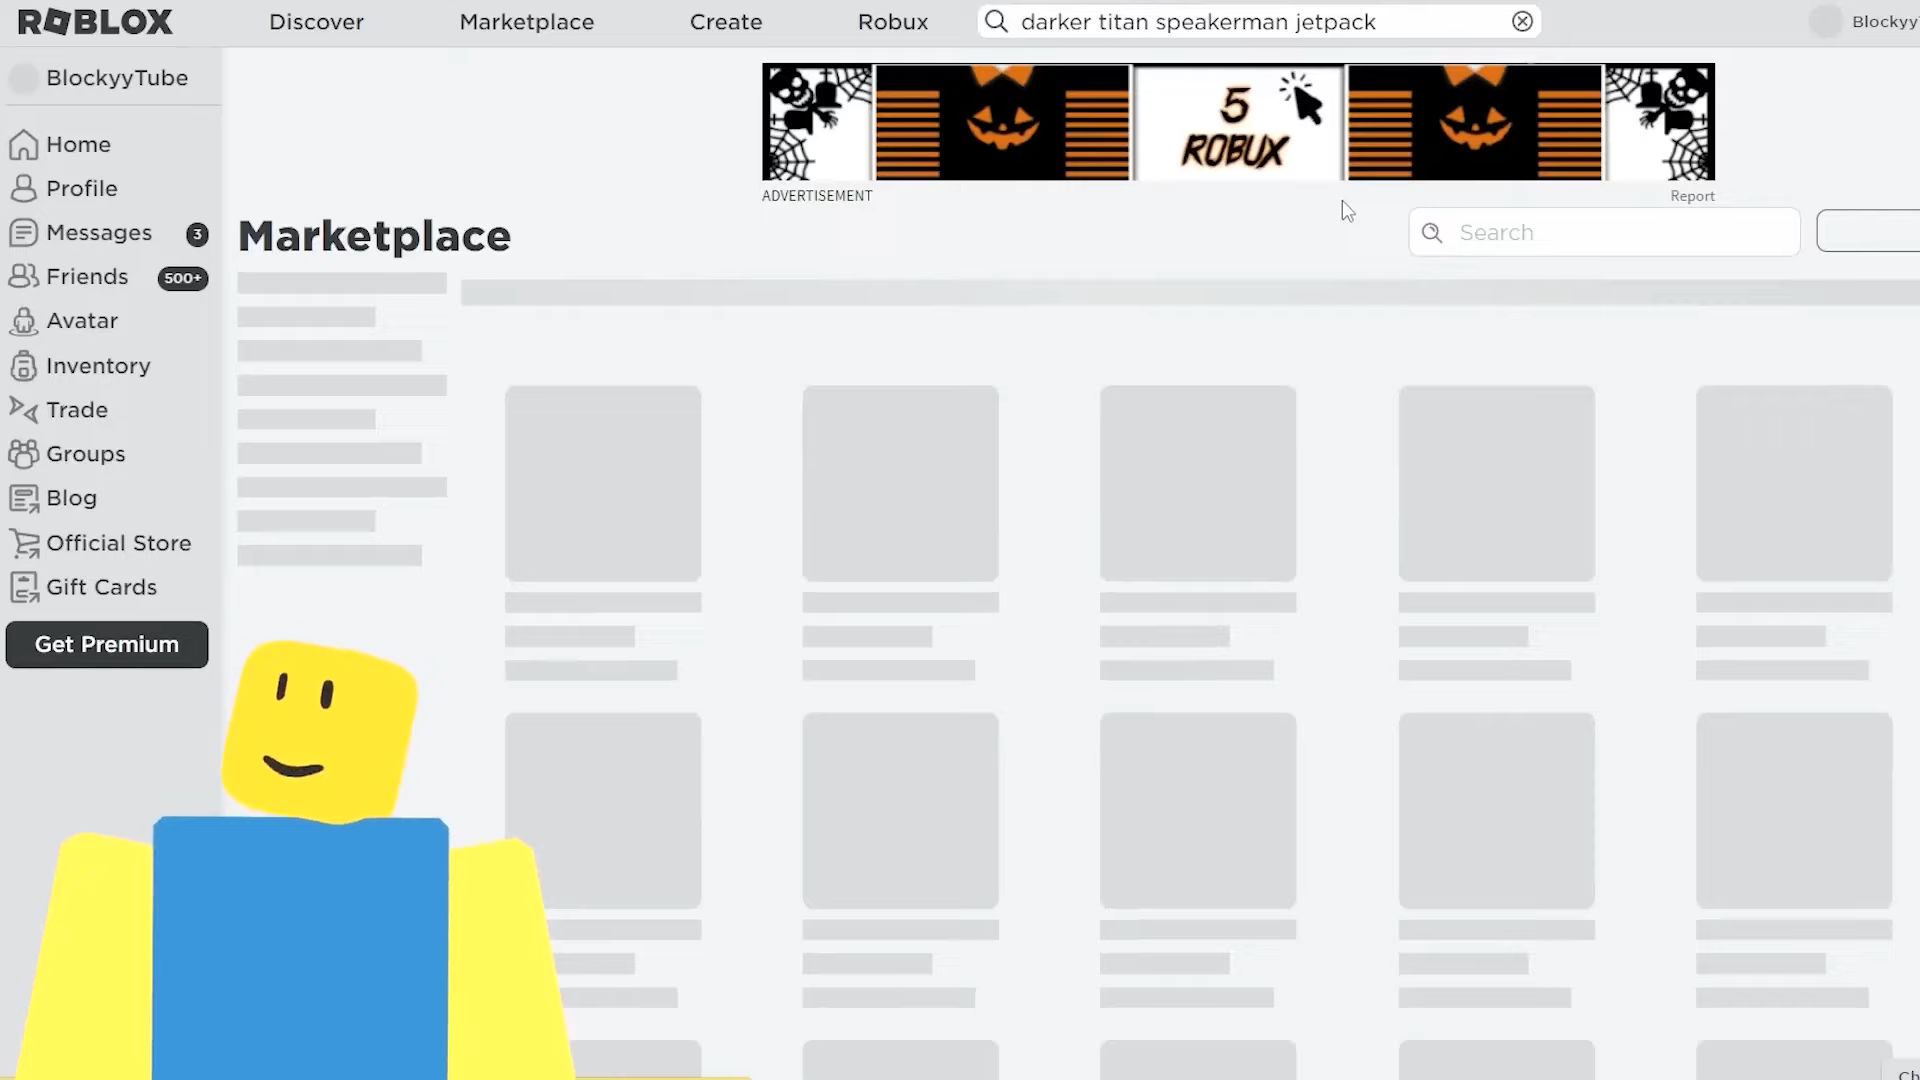 ROBLOX
Discover
Marketplace
Create
Robux
darker titan speakerman jetpack
BlockyyTube
5
ROBUX
ADVERTISEMENT
Report
Home
Profile
Messages 3
Friends 500+
Avatar
Inventory
Trade
Groups
Blog
Official Store
Gift Cards
Get Premium
Marketplace
Search